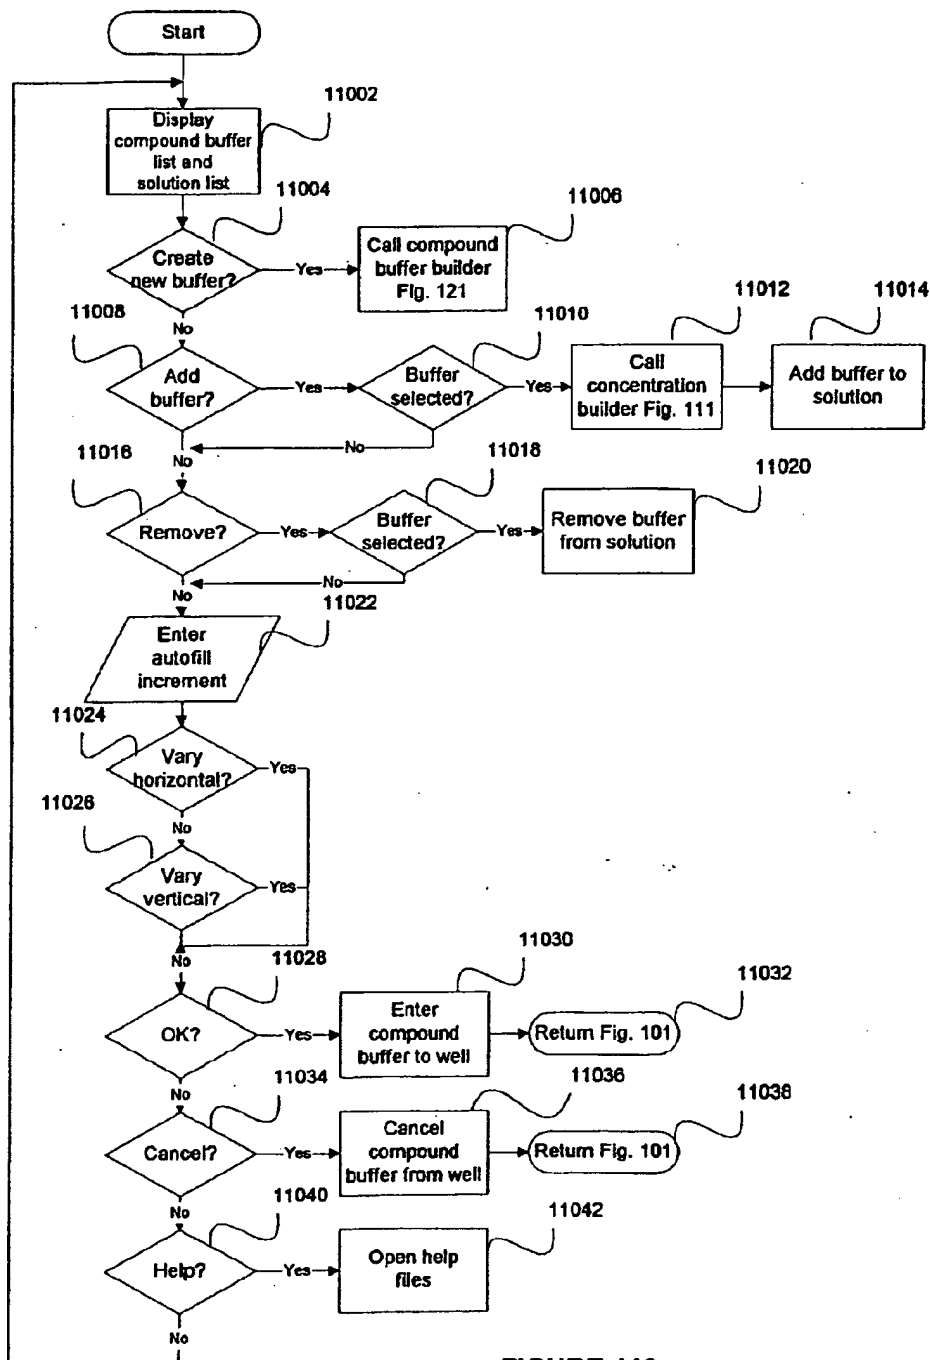 Start
11002
Display
compound buffer
list and
solution list
11004
11006
Create
new buffer?
Yes
Call compound
buffer builder
Fig. 121
No
11008
11010
11012
11014
Add
buffer?
Yes
Buffer
selected?
Yes
Call
concentration
builder Fig. 111
Add buffer to
solution
No
No
11016
11018
11020
Remove?
Yes
Buffer
selected?
Yes
Remove buffer
from solution
No
No
11022
Enter
autofill
increment
11024
Vary
horizontal?
Yes
No
11026
Vary
vertical?
Yes
No
11028
11030
11032
OK?
Yes
Enter
compound
buffer to well
Return Fig. 101
No
11034
11036
11038
Cancel?
Yes
Cancel
compound
buffer from well
Return Fig. 101
No
11040
11042
Help?
Yes
Open help
files
No